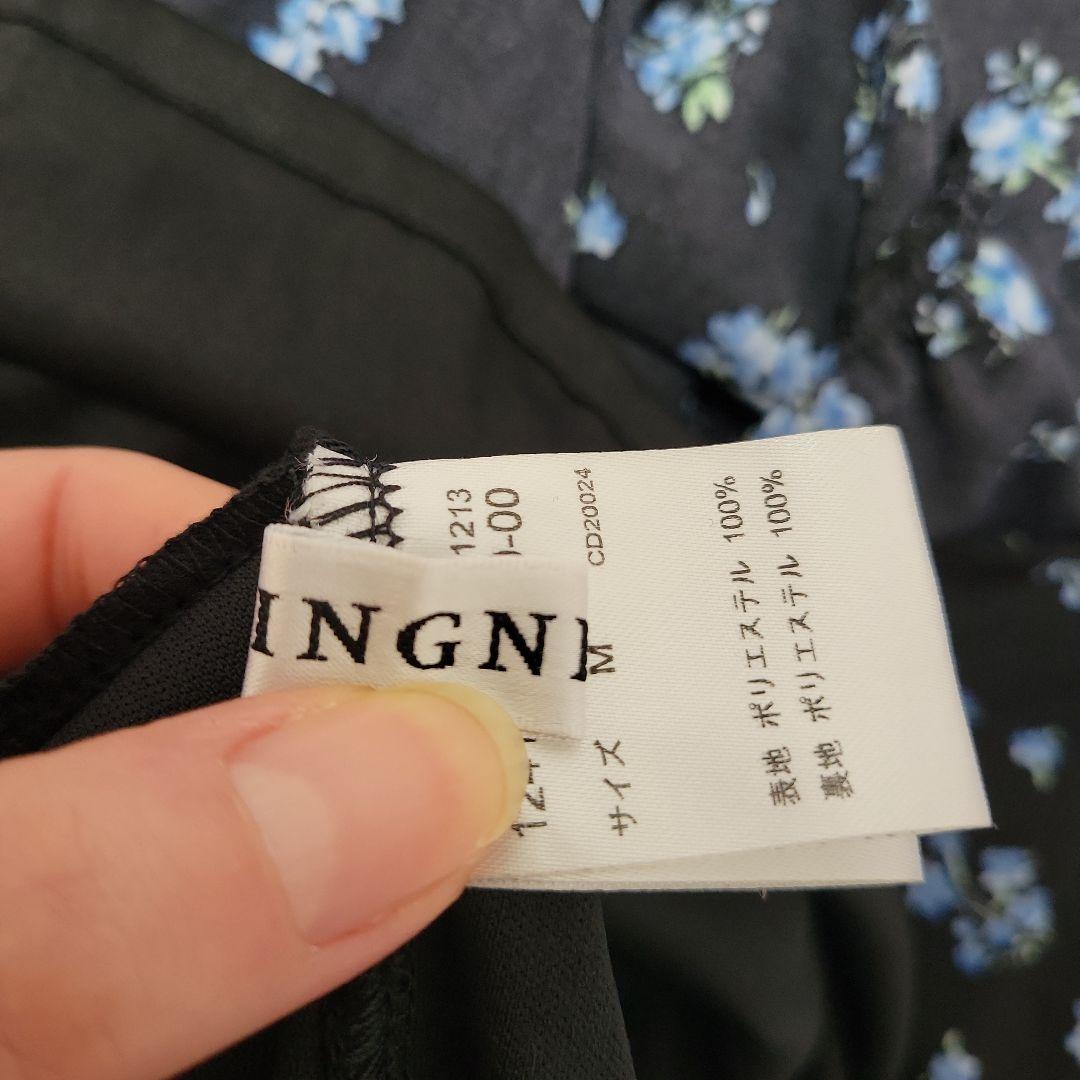 INGN
1213
-00
CD20024
サイズ M
表地 ポリエステル 100%
裏地 ポリエステル 100%